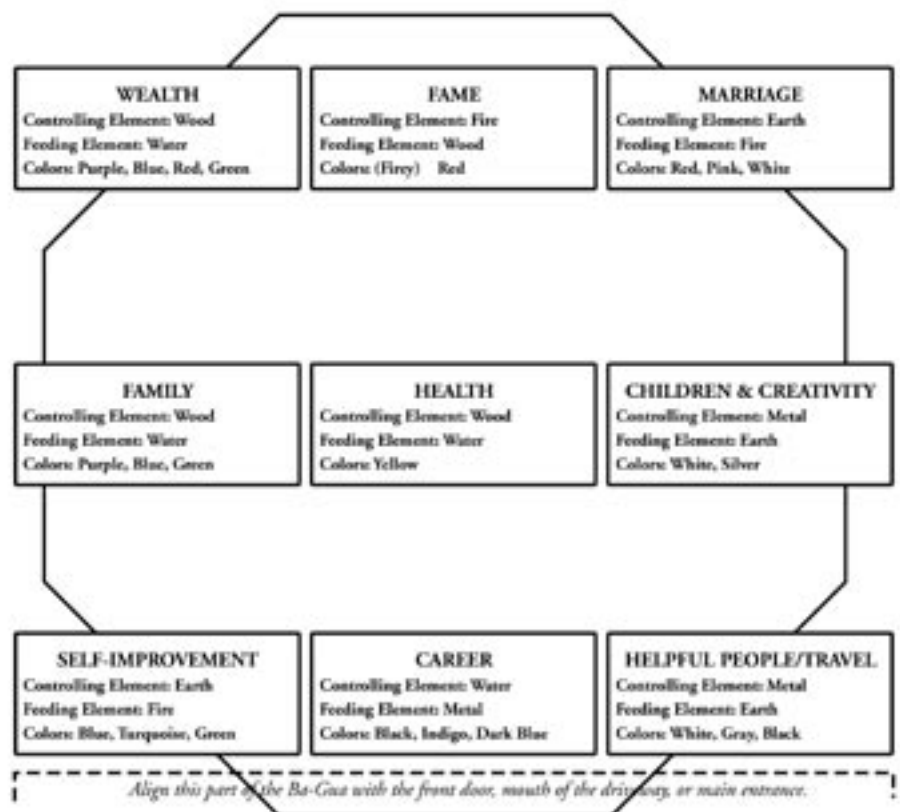 WEALTH
Controlling Element: Wood
Feeding Element: Water
Colors: Purple, Blue, Red, Green
FAME
Controlling Element: Fire
Feeding Element: Wood
Colors: (Firey) Red
MARRIAGE
Controlling Element: Earth
Feeding Element: Fire
Colors: Red, Pink, White
FAMILY
Controlling Element: Wood
Feeding Element: Water
Colors: Purple, Blue, Green
HEALTH
Controlling Element: Wood
Feeding Element: Water
Colors: Yellow
CHILDREN & CREATIVITY
Controlling Element: Metal
Feeding Element: Earth
Colors: White, Silver
SELF-IMPROVEMENT
Controlling Element: Earth
Feeding Element: Fire
Colors: Blue, Turquoise, Green
CAREER
Controlling Element: Water
Feeding Element: Metal
Colors: Black, Indigo, Dark Blue
HELPFUL PEOPLE/TRAVEL
Controlling Element: Metal
Feeding Element: Earth
Colors: White, Gray, Black
Align this part of the Ba-Gua with the front door, mouth of the driveway, or main entrance.